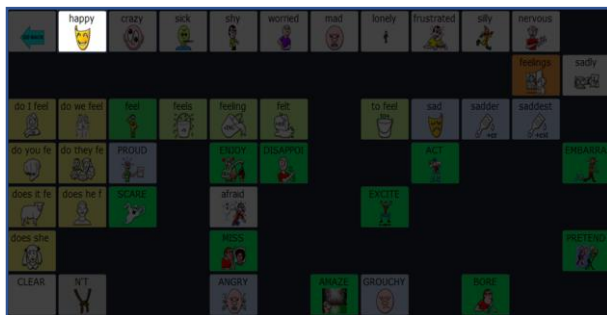 happy crazy sick shy worried mad lonely frustrated silly nervous
feelings sadly
do I feel do we feel feel feels feeling felt to feel sad sadder saddest
do you fe do they fe PROUD ENJOY DISAPPOI ACT EMBARRA
does it fe does he f SCARE afraid EXCITE
does she MISS PRETEND
CLEAR N'T ANGRY AMAZE GROUCHY BORE